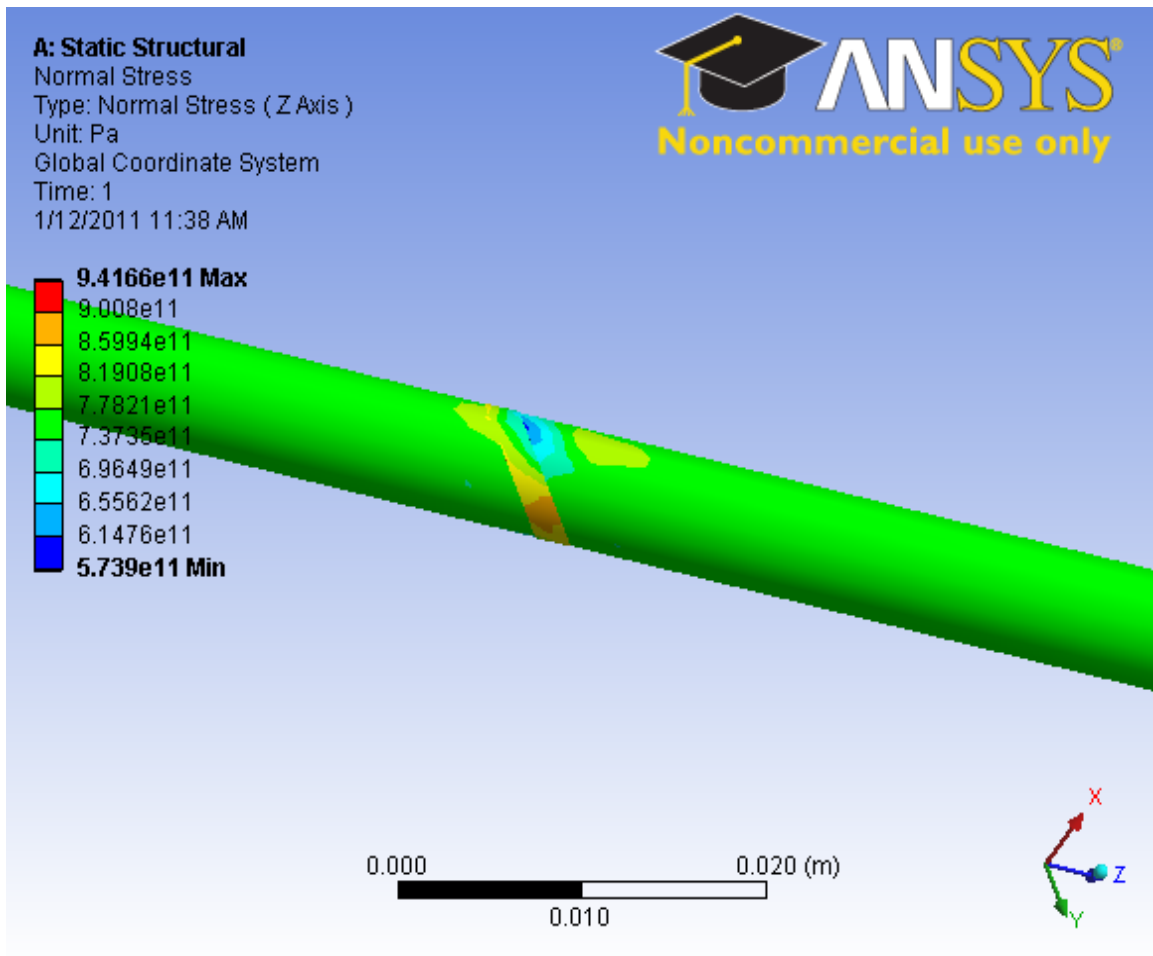 A: Static Structural
Normal Stress
Type: Normal Stress ( Z Axis )
Unit: Pa
Global Coordinate System
Time: 1
1/12/2011 11:38 AM
ANSYS®
Noncommercial use only
9.4166e11 Max
9.008e11
8.5994e11
8.1908e11
7.7821e11
7.3735e11
6.9649e11
6.5562e11
6.1476e11
5.739e11 Min
0.000
0.020 (m)
0.010
X
Z
Y